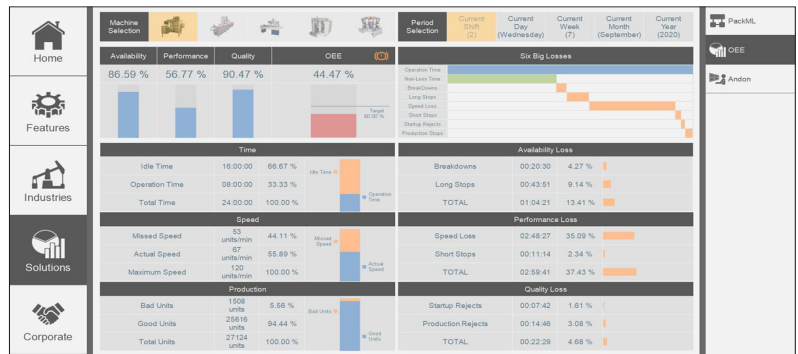 Home
Features
Industries
Solutions
Corporate
Machine
Selection
Availability Performance Quality OEE
86.59 % 56.77 % 90.47 % 44.47 %
Target
60.00 %
Time
Idle Time 16:00:00 66.67 %
Idle Time
Operation Time 08:00:00 33.33 %
Operation
Time
Total Time 24:00:00 100.00 %
Speed
Missed Speed 53 units/min 44.11 %
Missed
Speed
Actual Speed 67 units/min 55.89 %
Actual
Speed
Maximum Speed 120 units/min 100.00 %
Production
Bad Units 1508 units 5.56 %
Bad Units
Good Units 25616 units 94.44 %
Good
Units
Total Units 27124 units 100.00 %
Period
Selection
Current
Shift
(2)
Current
Day
(Wednesday)
Current
Week
(7)
Current
Month
(September)
Current
Year
(2020)
Six Big Losses
Operation Time
Non-Loss Time
BreakDowns
Long Stops
Speed Loss
Short Stops
Startup Rejects
Production Stops
Availability Loss
Breakdowns 00:20:30 4.27 %
Long Stops 00:43:51 9.14 %
TOTAL 01:04:21 13.41 %
Performance Loss
Speed Loss 02:48:27 35.09 %
Short Stops 00:11:14 2.34 %
TOTAL 02:59:41 37.43 %
Quality Loss
Startup Rejects 00:07:42 1.61 %
Production Rejects 00:14:46 3.08 %
TOTAL 00:22:29 4.68 %
PackML
OEE
Andon